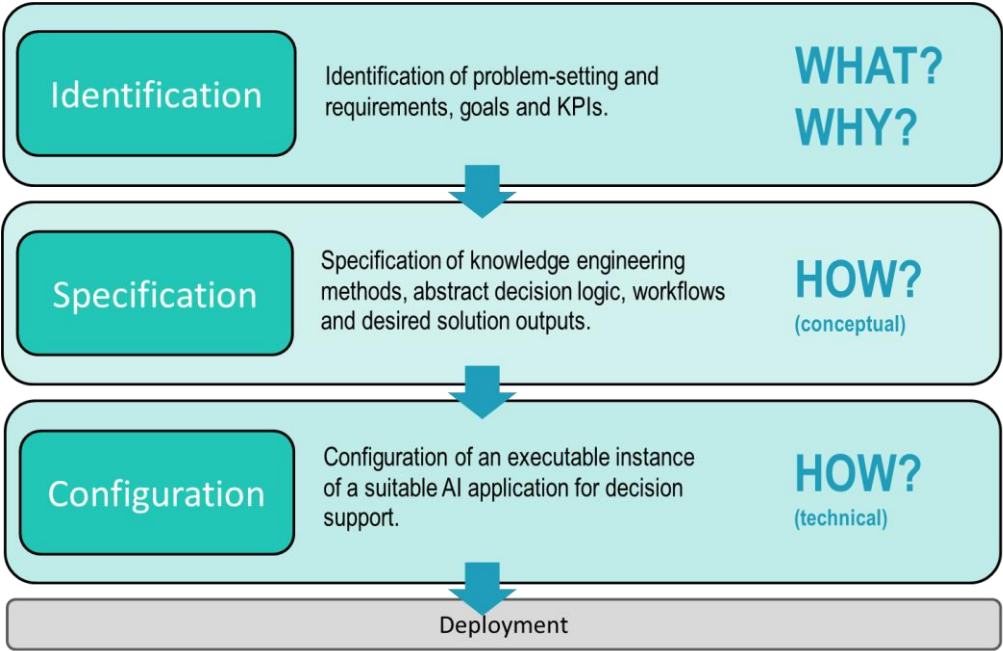 Identification
Identification of problem-setting and
requirements, goals and KPIs.
WHAT?
WHY?
Specification
Specification of knowledge engineering
methods, abstract decision logic, workflows
and desired solution outputs.
HOW?
(conceptual)
Configuration
Configuration of an executable instance
of a suitable AI application for decision
support.
HOW?
(technical)
Deployment